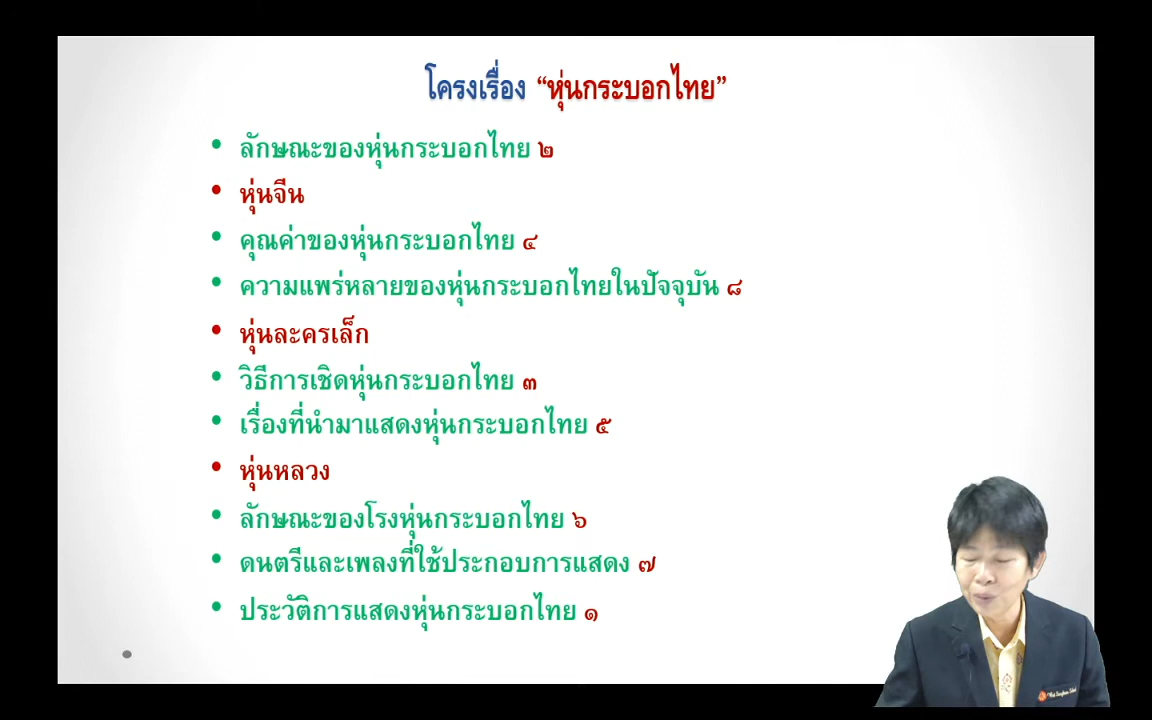 โครงเรื่อง “หุ่นกระบอกไทย”
• ลักษณะของหุ่นกระบอกไทย ๒
• หุ่นจีน
• คุณค่าของหุ่นกระบอกไทย ๔
• ความแพร่หลายของหุ่นกระบอกไทยในปัจจุบัน ๘
• หุ่นละครเล็ก
• วิธีการเชิดหุ่นกระบอกไทย ๓
• เรื่องที่นำมาแสดงหุ่นกระบอกไทย ๕
• หุ่นหลวง
• ลักษณะของโรงหุ่นกระบอกไทย ๖
• ดนตรีและเพลงที่ใช้ประกอบการแสดง ๗
• ประวัติการแสดงหุ่นกระบอกไทย ๑